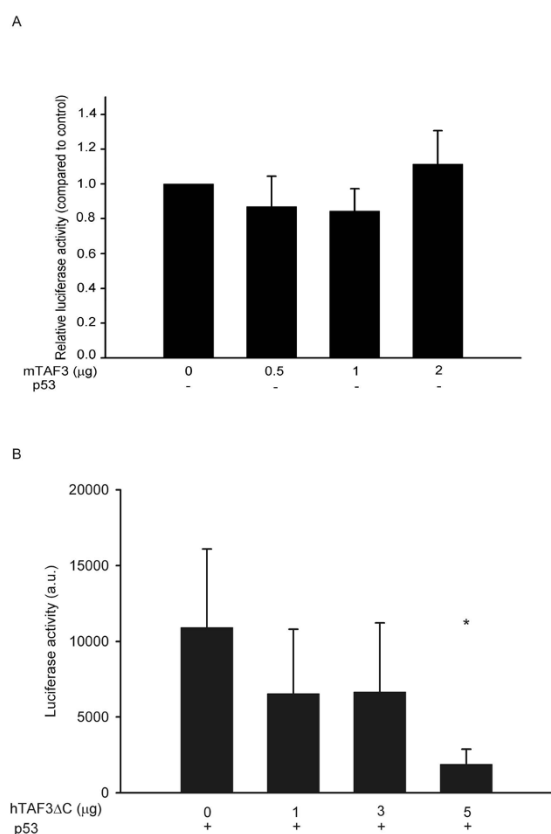 A
Relative luciferase activity (compared to control)
1.4
1.2
1.0
0.8
0.6
0.4
0.2
0.0
mTAF3 (μg) 0 0.5 1 2
p53 - - - -
B
Luciferase activity (a.u.)
20000
15000
10000
5000
0
*
hTAF3ΔC (μg) 0 1 3 5
p53 + + + +